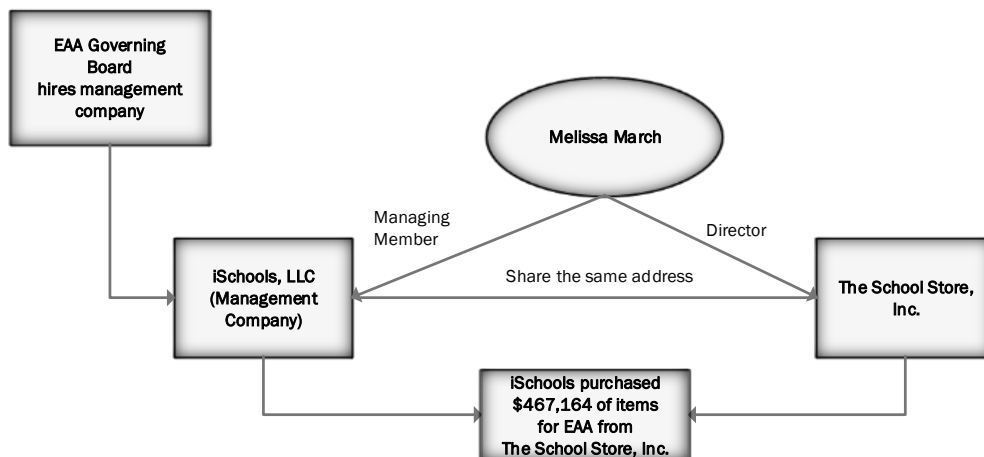 EAA Governing
Board
hires management
company
Melissa March
Managing
Member
Director
iSchools, LLC
(Management
Company)
Share the same address
The School Store,
Inc.
iSchools purchased
$467,164 of items
for EAA from
The School Store, Inc.